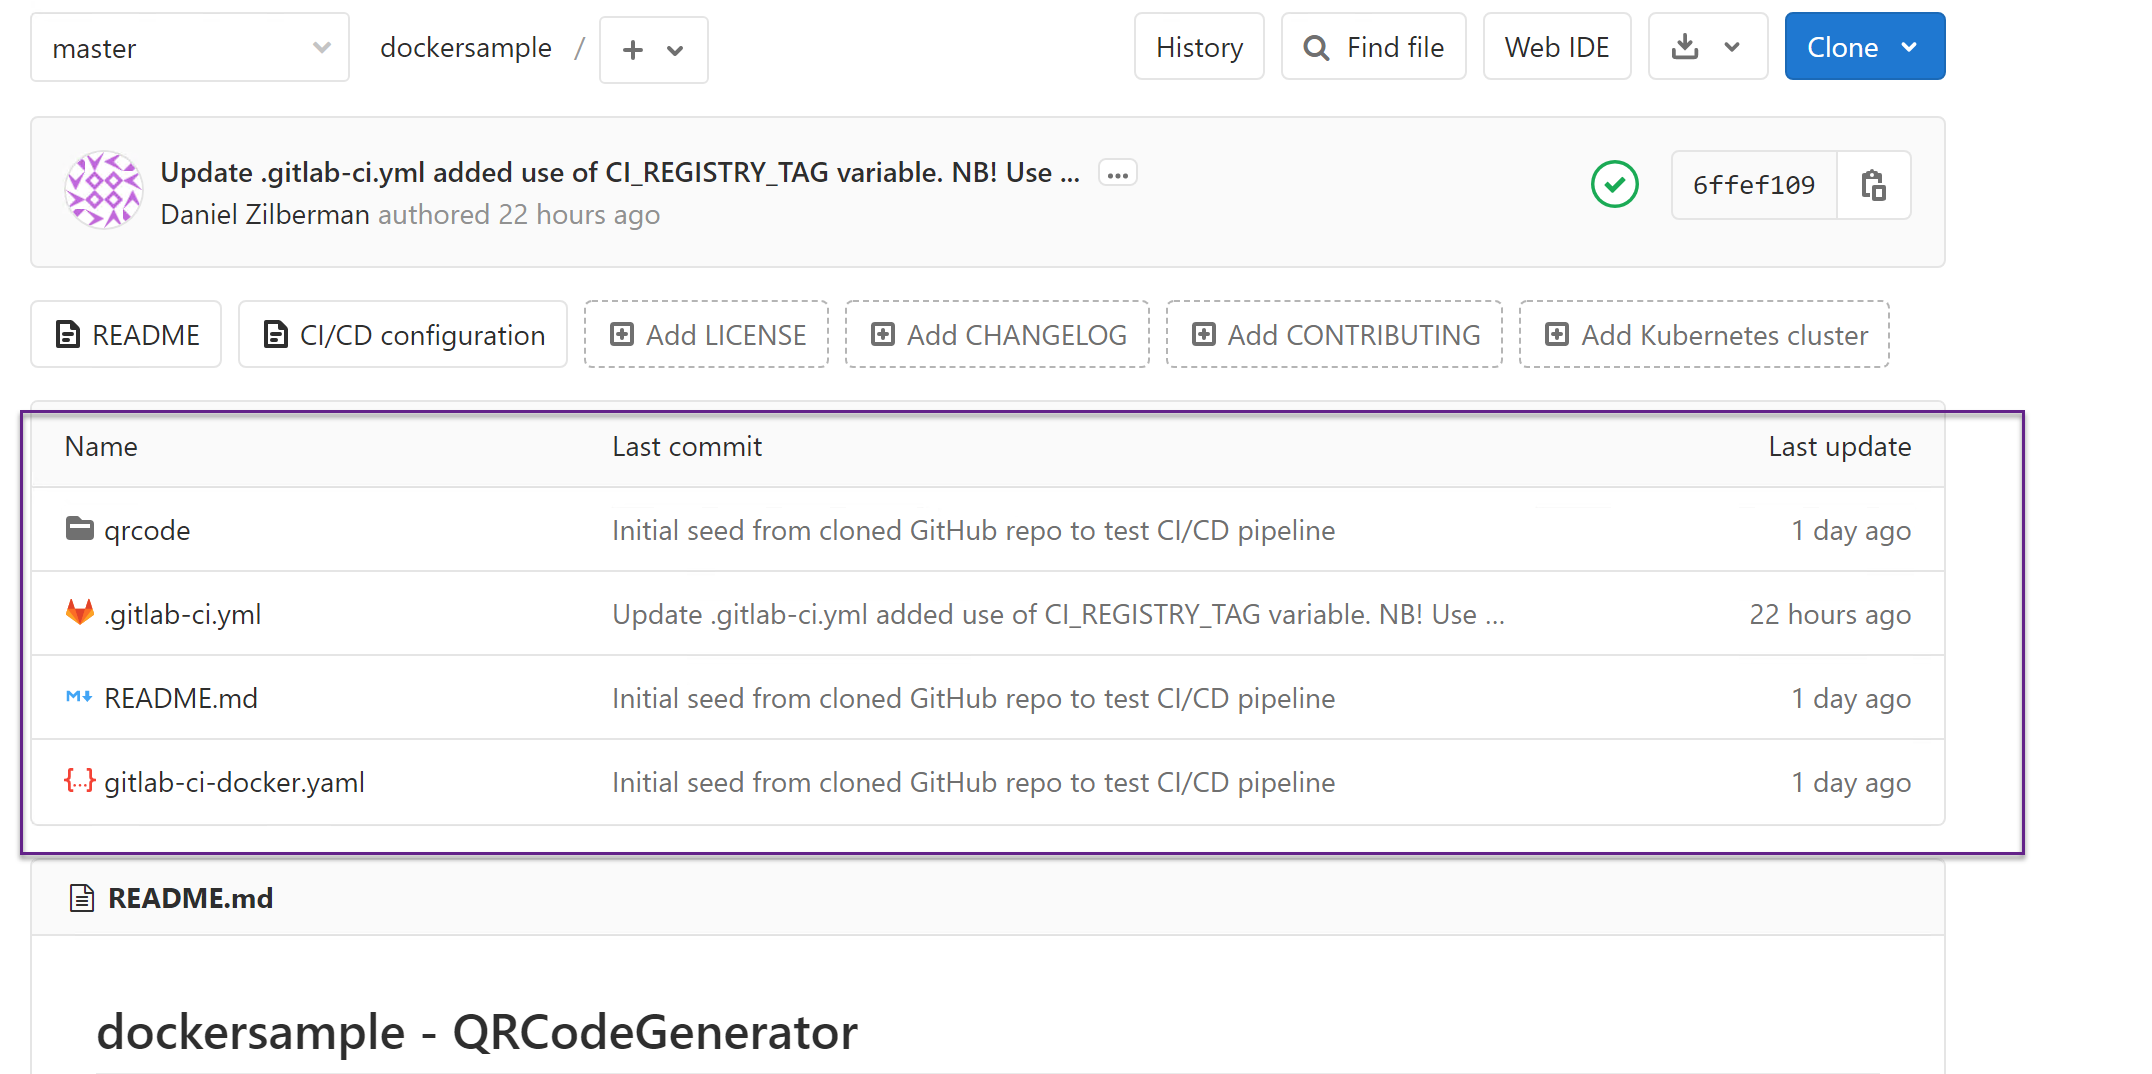 master dockersample / History Find file Web IDE Clone
Update .gitlab-ci.yml added use of CI_REGISTRY_TAG variable. NB! Use ... ...
Daniel Zilberman authored 22 hours ago
6ffef109
README CI/CD configuration Add LICENSE Add CHANGELOG Add CONTRIBUTING Add Kubernetes cluster
Name Last commit Last update
qrcode Initial seed from cloned GitHub repo to test CI/CD pipeline 1 day ago
.gitlab-ci.yml Update .gitlab-ci.yml added use of CI_REGISTRY_TAG variable. NB! Use ... 22 hours ago
README.md Initial seed from cloned GitHub repo to test CI/CD pipeline 1 day ago
gitlab-ci-docker.yaml Initial seed from cloned GitHub repo to test CI/CD pipeline 1 day ago
README.md
dockersample - QRCodeGenerator